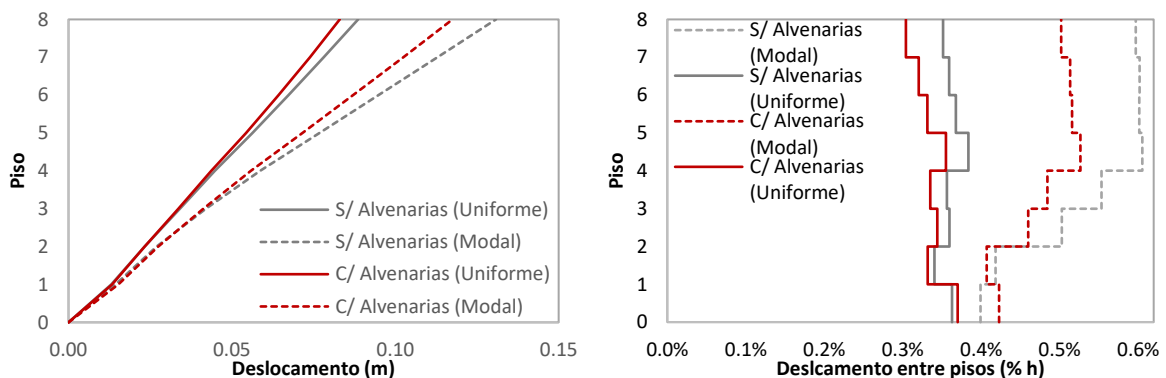 8
7
6
5
4
3
2
1
0
Piso
S/ Alvenarias (Uniforme)
S/ Alvenarias (Modal)
C/ Alvenarias (Uniforme)
C/ Alvenarias (Modal)
0.00 0.05 0.10 0.15
Deslocamento (m)
8
7
6
5
4
3
2
1
0
Piso
S/ Alvenarias
(Modal)
S/ Alvenarias
(Uniforme)
C/ Alvenarias
(Modal)
C/ Alvenarias
(Uniforme)
0.0% 0.1% 0.2% 0.3% 0.4% 0.5% 0.6%
Deslcamento entre pisos (% h)